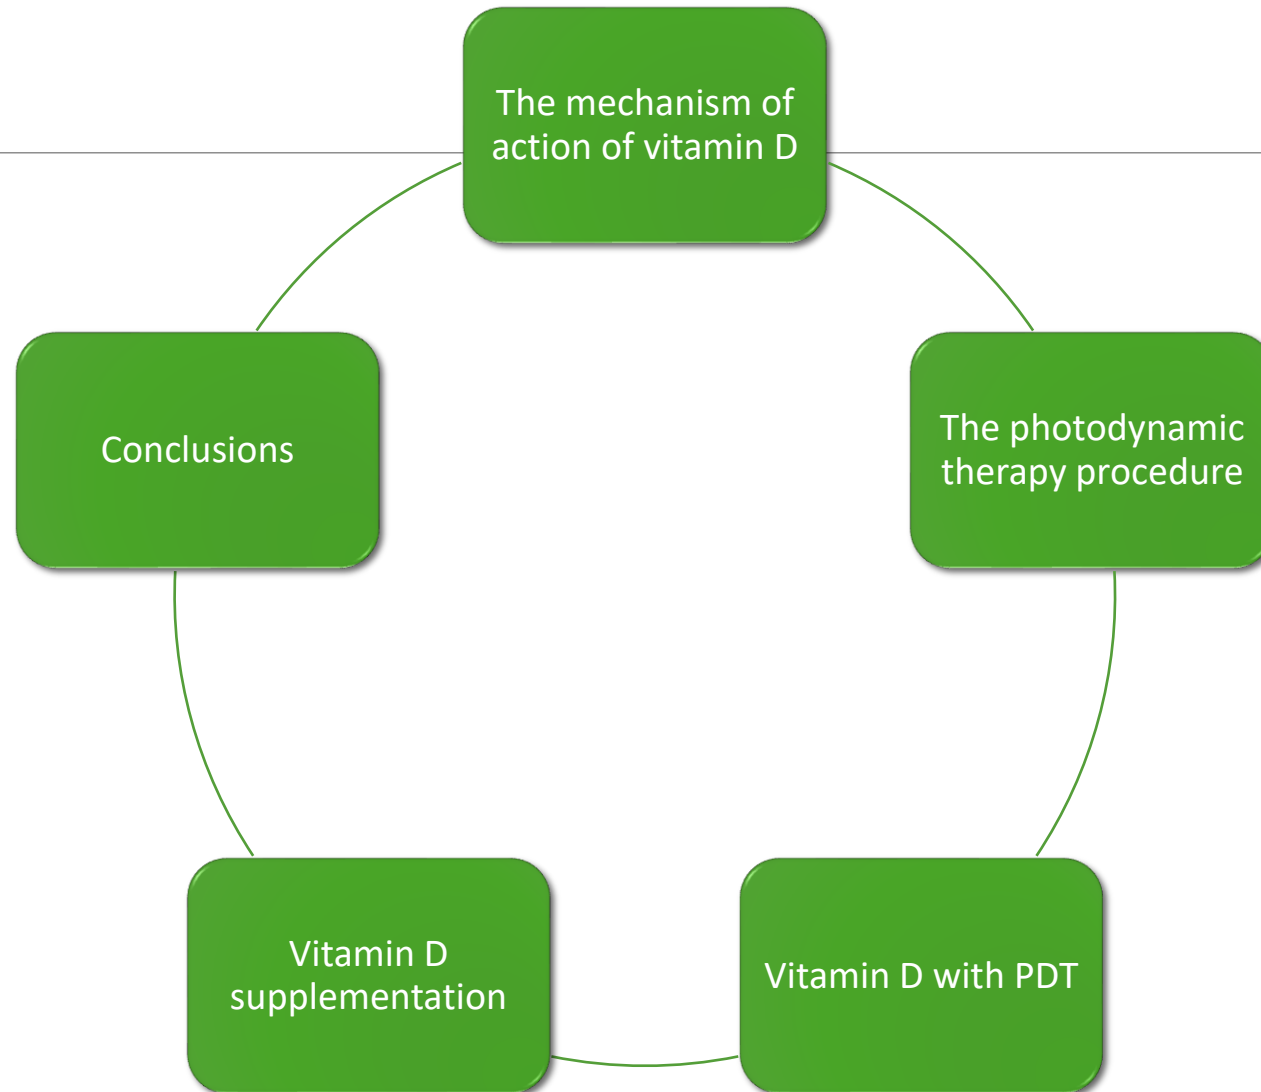 The mechanism of
action of vitamin D
Conclusions
The photodynamic
therapy procedure
Vitamin D
supplementation
Vitamin D with PDT